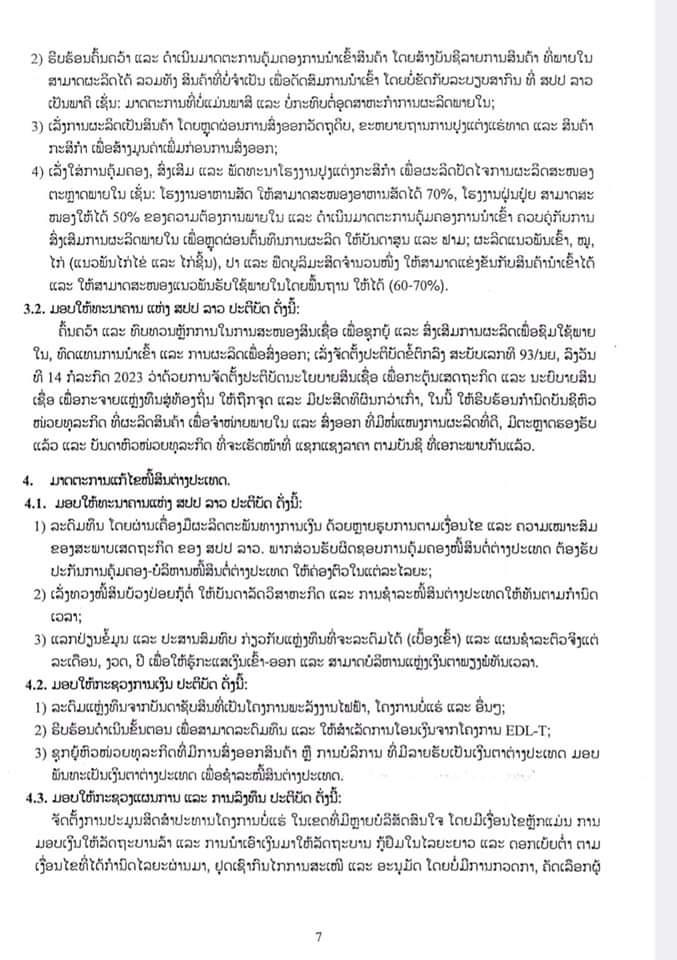 2) ຮີບຮ້ອນຄົ້ນຄວ້າ ແລະ ດໍາເນີນມາດຕະການຄຸ້ມຄອງການນໍາເຂົ້າສິນຄ້າ ໂດຍສ້າງບັນຊີລາຍການສິນຄ້າ ທີ່ພາຍໃນ
ສາມາດຜະລິດໄດ້ ລວມທັງ ສິນຄ້າທີ່ບໍ່ຈໍາເປັນ ເພື່ອຄັດສົມການນໍາເຂົ້າ ໂດຍບໍ່ຂັດກັບລະບຽບສາກົນ ທີ່ ສປປ ລາວ
ເປັນພາຄີ ເຊັ່ນ: ມາດຕະການທີ່ບໍ່ແມ່ນພາສີ ແລະ ບໍ່ກະທົບຕໍ່ອຸດສາຫະກໍາການຜະລິດພາຍໃນ;
3) ເລັ່ງການຜະລິດເປັນສິນຄ້າ ໂດຍຫຼຸດຜ່ອນການສົ່ງອອກວັດຖຸດິບ, ຂະຫຍາຍຖານການປຸງແຕ່ງແຮ່ທາດ ແລະ ສິນຄ້າ
ກະສິກໍາ ເພື່ອສ້າງມູນຄ່າເພີ່ມກ່ອນການສົ່ງອອກ;
4) ເລັ່ງໃສ່ການຄຸ້ມຄອງ, ສົ່ງເສີມ ແລະ ພັດທະນາໂຮງງານປຸງແຕ່ງກະສິກໍາ ເພື່ອຜະລິດປັດໄຈການຜະລິດສະໜອງ
ຕະຫຼາດພາຍໃນ ເຊັ່ນ: ໂຮງງານອາຫານສັດ ໃຫ້ສາມາດສະໜອງອາຫານສັດໄດ້ 70%, ໂຮງງານຝຸ່ນປຸ໋ຍ ສາມາດສະ
ໜອງໃຫ້ໄດ້ 50% ຂອງຄວາມຕ້ອງການພາຍໃນ ແລະ ດໍາເນີນມາດຕະການຄຸ້ມຄອງການນໍາເຂົ້າ ຄວບຄູ່ກັບການ
ສົ່ງເສີມການຜະລິດພາຍໃນ ເພື່ອຫຼຸດຜ່ອນຕົ້ນທຶນການຜະລິດ ໃຫ້ບັນດາສູນ ແລະ ຟາມ; ຜະລິດແນວພັນເຂົ້າ, ໝູ,
ໄກ່ (ແນວພັນໄກ່ໄຂ່ ແລະ ໄກ່ຊີ້ນ), ປາ ແລະ ພືດບຸລິມະສິດຈໍານວນໜຶ່ງ ໃຫ້ສາມາດແຂ່ງຂັນກັບສິນຄ້ານໍາເຂົ້າໄດ້
ແລະ ໃຫ້ສາມາດສະໜອງແນວພັນຮັບໃຊ້ພາຍໃນໂດຍພື້ນຖານ ໃຫ້ໄດ້ (60-70%).
3.2. ມອບໃຫ້ທະນາຄານ ແຫ່ງ ສປປ ລາວ ປະຕິບັດ ດັ່ງນີ້:
ຄົ້ນຄວ້າ ແລະ ທົບທວນຫຼັກການໃນການສະໜອງສິນເຊື່ອ ເພື່ອຊຸກຍູ້ ແລະ ສົ່ງເສີມການຜະລິດເພື່ອຊົມໃຊ້ພາຍ
ໃນ, ທົດແທນການນໍາເຂົ້າ ແລະ ການຜະລິດເພື່ອສົ່ງອອກ; ເລັ່ງຈັດຕັ້ງປະຕິບັດຂໍ້ຕົກລົງ ສະບັບເລກທີ 93/ນຍ, ລົງວັນ
ທີ 14 ກໍລະກົດ 2023 ວ່າດ້ວຍການຈັດຕັ້ງປະຕິບັດນະໂຍບາຍສິນເຊື່ອ ເພື່ອກະຕຸ້ນເສດຖະກິດ ແລະ ນະຍົບາຍສິນ
ເຊື່ອ ເພື່ອກະຈາຍແຫຼ່ງທຶນສູ່ທ້ອງຖິ່ນ ໃຫ້ຖືກຈຸດ ແລະ ມີປະສິດທິຜົນກວ່າເກົ່າ, ໃນນີ້ ໃຫ້ຮີບຮ້ອນກໍານົດບັນຊີຫົວ
ໜ່ວຍທຸລະກິດ ທີ່ຜະລິດສິນຄ້າ ເພື່ອຈໍາໜ່າຍພາຍໃນ ແລະ ສົ່ງອອກ ທີ່ມີໜໍ່ແໜງການຜະລິດທີ່ດີ, ມີຕະຫຼາດຮອງຮັບ
ແລ້ວ ແລະ ບັນດາຫົວໜ່ວຍທຸລະກິດ ທີ່ຈະເຮັດໜ້າທີ່ ແຊກແຊງລາຄາ ຕາມບັນຊີ ທີ່ເອກະພາບກັນແລ້ວ.
4. ມາດຕະການແກ້ໄຂໜີ້ສິນຕ່າງປະເທດ.
4.1. ມອບໃຫ້ທະນາຄານແຫ່ງ ສປປ ລາວ ປະຕິບັດ ດັ່ງນີ້:
1) ລະດົມທຶນ ໂດຍຜ່ານເຄື່ອງມືຜະລິດຕະພັນທາງການເງິນ ດ້ວຍຫຼາຍຮູບການຕາມເງື່ອນໄຂ ແລະ ຄວາມເໝາະສົມ
ຂອງສະພາບເສດຖະກິດ ຂອງ ສປປ ລາວ. ພາກສ່ວນຮັບຜິດຊອບການຄຸ້ມຄອງໜີ້ສິນຕໍ່ຕ່າງປະເທດ ຕ້ອງຮັບ
ປະກັນການຄຸ້ມຄອງ-ບໍລິຫານໜີ້ສິນຕໍ່ຕ່າງປະເທດ ໃຫ້ຄ່ອງຕົວໃນແຕ່ລະໄລຍະ;
2) ເລັ່ງທວງໜີ້ສິນບ້ວງປ່ອຍກູ້ຕໍ່ ໃຫ້ບັນດາລັດວິສາຫະກິດ ແລະ ການຊໍາລະໜີ້ສິນຕ່າງປະເທດໃຫ້ທັນຕາມກໍານົດ
ເວລາ;
3) ແລກປ່ຽນຂໍ້ມູນ ແລະ ປະສານສົມທົບ ກ່ຽວກັບແຫຼ່ງທຶນທີ່ຈະລະດົມໄດ້ (ເບື້ອງເຂົ້າ) ແລະ ແຜນຊໍາລະຕົວຈິງແຕ່
ລະເດືອນ, ງວດ, ປີ ເພື່ອໃຫ້ຮູ້ກະແສເງິນເຂົ້າ-ອອກ ແລະ ສາມາດບໍລິຫານແຫຼ່ງເງິນຕາພຽງພໍທັນເວລາ.
4.2. ມອບໃຫ້ກະຊວງການເງິນ ປະຕິບັດ ດັ່ງນີ້:
1) ລະດົມແຫຼ່ງທຶນຈາກບັນດາຊັບສິນທີ່ເປັນໂຄງການພະລັງງານໄຟຟ້າ, ໂຄງການບໍ່ແຮ່ ແລະ ອື່ນໆ;
2) ຮີບຮ້ອນດໍາເນີນຂັ້ນຕອນ ເພື່ອສາມາດລະດົມທຶນ ແລະ ໃຫ້ສໍາເລັດການໂອນເງິນຈາກໂຄງການ EDL-T;
3) ຊຸກຍູ້ຫົວໜ່ວຍທຸລະກິດທີ່ມີການສົ່ງອອກສິນຄ້າ ຫຼື ການບໍລິການ ທີ່ມີລາຍຮັບເປັນເງິນຕາຕ່າງປະເທດ ມອບ
ພັນທະເປັນເງິນຕາຕ່າງປະເທດ ເພື່ອຊໍາລະໜີ້ສິນຕ່າງປະເທດ.
4.3. ມອບໃຫ້ກະຊວງແຜນການ ແລະ ການລົງທຶນ ປະຕິບັດ ດັ່ງນີ້:
ຈັດຕັ້ງການປະມູນສິດສໍາປະທານໂຄງການບໍ່ແຮ່ ໃນເຂດທີ່ມີຫຼາຍບໍລິສັດສົນໃຈ ໂດຍມີເງື່ອນໄຂຫຼັກແມ່ນ ການ
ມອບເງິນໃຫ້ລັດຖະບານລ້າ ແລະ ການນໍາເອົາເງິນມາໃຫ້ລັດຖະບານ ກູ້ຢືມໃນໄລຍະຍາວ ແລະ ດອກເບ້ຍຕໍ່າ ຕາມ
ເງື່ອນໄຂທີ່ໄດ້ກໍານົດໄລຍະຜ່ານມາ, ຢຸດເຊົາກົນໄກການສະເໜີ ແລະ ອະນຸມັດ ໂດຍບໍ່ມີການກວດກາ, ຄັດເລືອກຜູ້
7